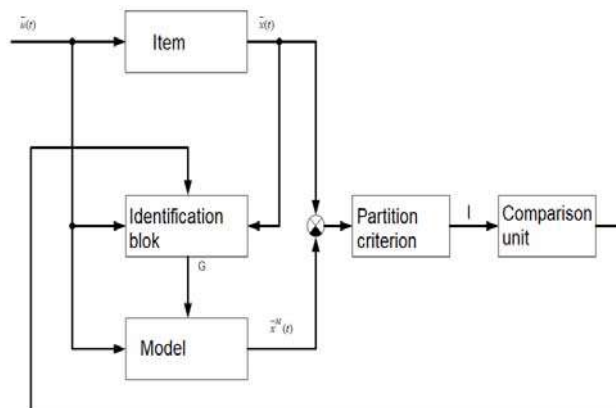 ū(t)
x̄(t)
Item
Identification
blok
Partition
criterion
I
Comparison
unit
G
Model
x̄ᴹ(t)